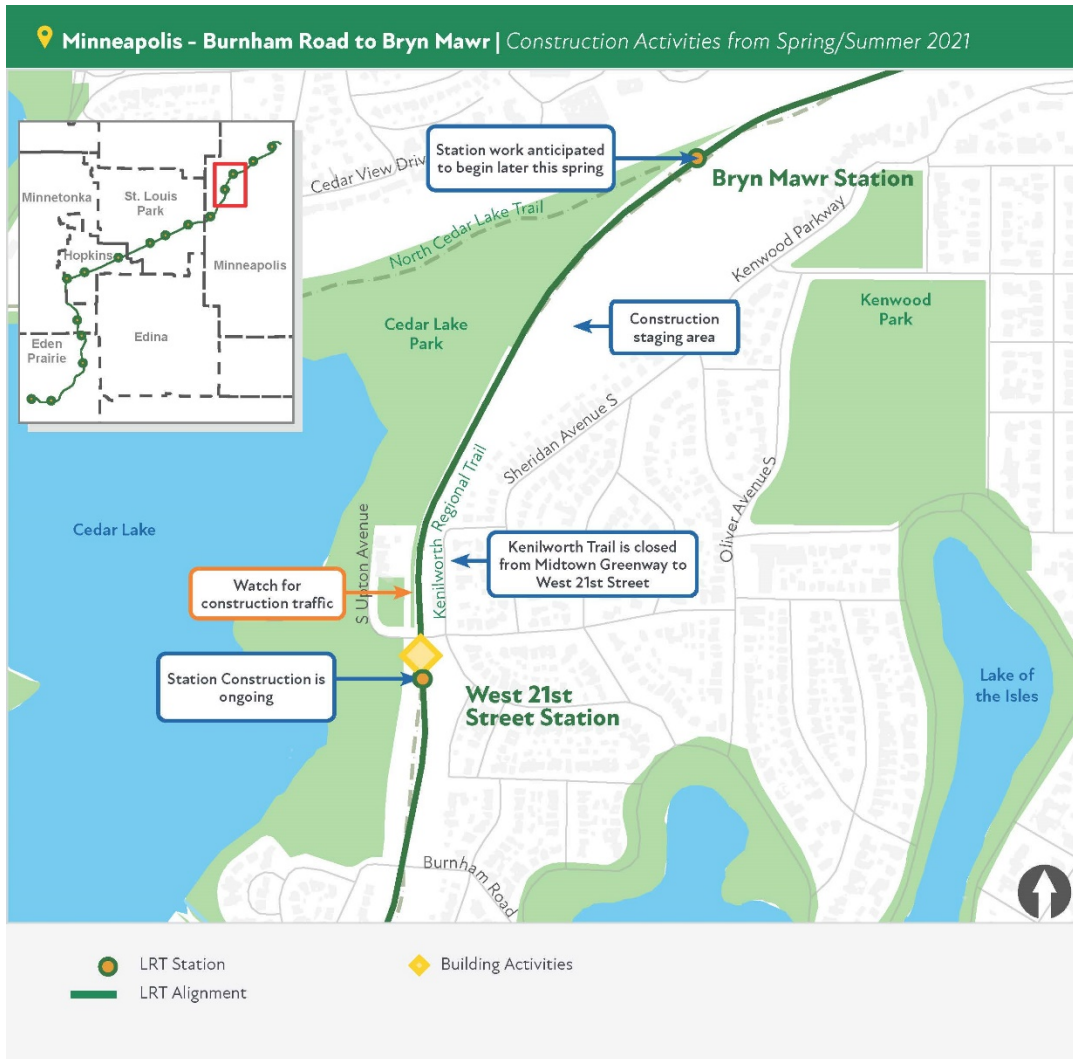 Minneapolis - Burnham Road to Bryn Mawr | Construction Activities from Spring/Summer 2021
Minnetonka
St. Louis
Park
Hopkins
Minneapolis
Eden
Prairie
Edina
Cedar View Driv
Station work anticipated
to begin later this spring
Bryn Mawr Station
North Cedar Lake Trail
Kenwood Parkway
Cedar Lake
Park
Construction
staging area
Kenwood
Park
Sheridan Avenue S
Kenilworth Regional Trail
Oliver Avenue S
Cedar Lake
S Upton Avenue
Kenilworth Trail is closed
from Midtown Greenway to
West 21st Street
Watch for
construction traffic
Station Construction is
ongoing
West 21st
Street Station
Lake of
the Isles
Burnham Road
LRT Station
Building Activities
LRT Alignment